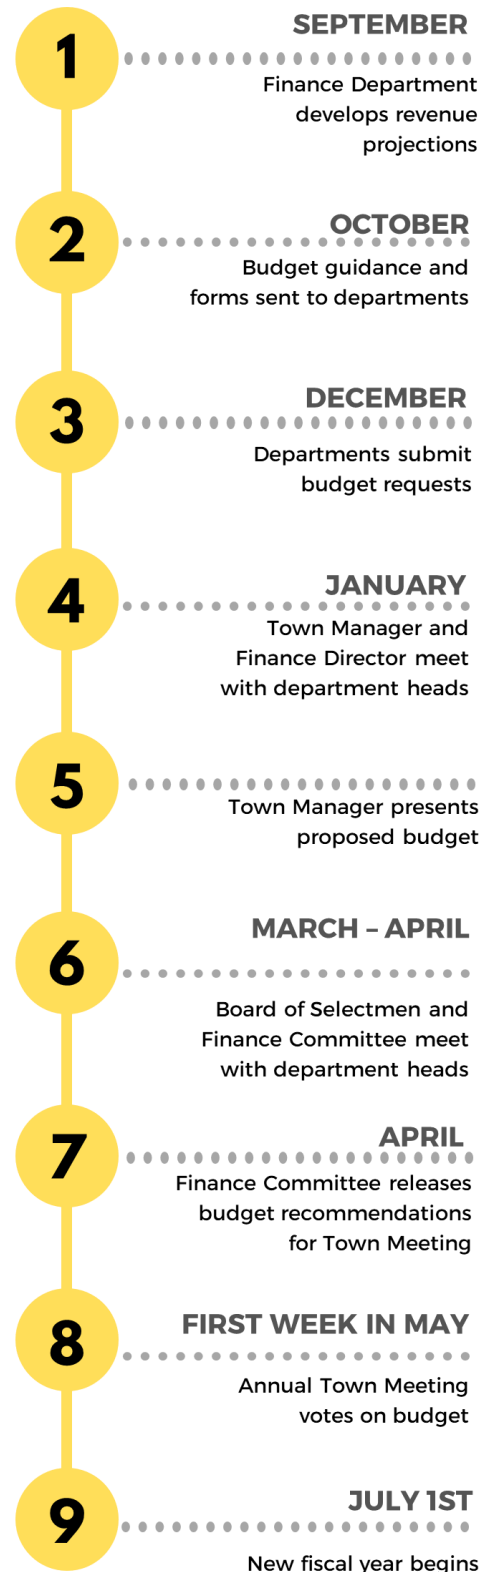 1
SEPTEMBER
Finance Department
develops revenue
projections
2
OCTOBER
Budget guidance and
forms sent to departments
3
DECEMBER
Departments submit
budget requests
4
JANUARY
Town Manager and
Finance Director meet
with department heads
5
Town Manager presents
proposed budget
6
MARCH – APRIL
Board of Selectmen and
Finance Committee meet
with department heads
7
APRIL
Finance Committee releases
budget recommendations
for Town Meeting
8
FIRST WEEK IN MAY
Annual Town Meeting
votes on budget
9
JULY 1ST
New fiscal year begins